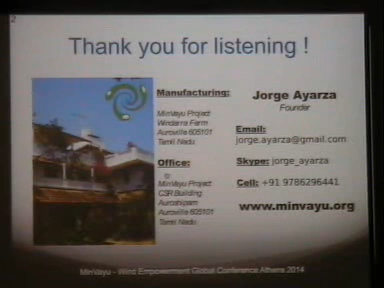 2
Thank you for listening !
Manufacturing:
MinVayu Project
Windarra Farm
Auroville 605101
Tamil Nadu
Office:
MinVayu Project
CSR Building
Auroshilpam
Auroville 605101
Tamil Nadu
Jorge Ayarza
Founder
Email:
jorge.ayarza@gmail.com
Skype: jorge_ayarza
Cell: +91 9786296441
www.minvayu.org
MinVayu - Wind Empowerment Global Conference Athens 2014